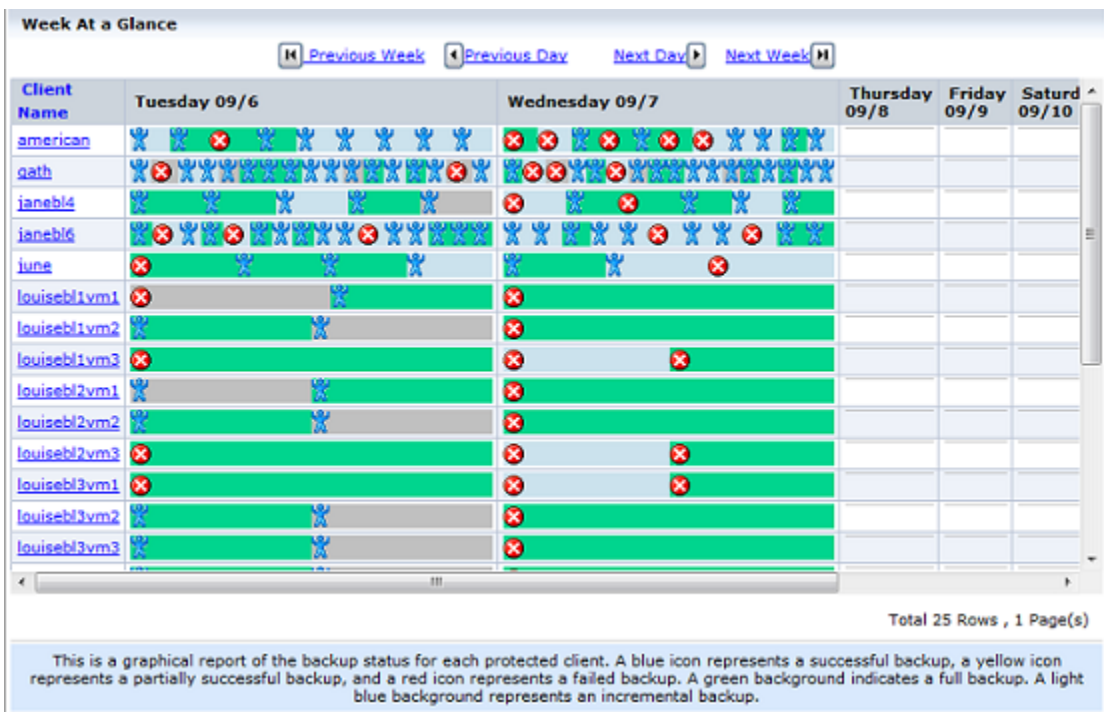 Week At a Glance
Previous Week Previous Day Next Day Next Week
Client Name Tuesday 09/6 Wednesday 09/7 Thursday 09/8 Friday 09/9 Saturd 09/10
american
oath
janebl4
janebl6
june
louisebl1vm1
louisebl1vm2
louisebl1vm3
louisebl2vm1
louisebl2vm2
louisebl2vm3
louisebl3vm1
louisebl3vm2
louisebl3vm3
Total 25 Rows , 1 Page(s)
This is a graphical report of the backup status for each protected client. A blue icon represents a successful backup, a yellow icon
represents a partially successful backup, and a red icon represents a failed backup. A green background indicates a full backup. A light
blue background represents an incremental backup.